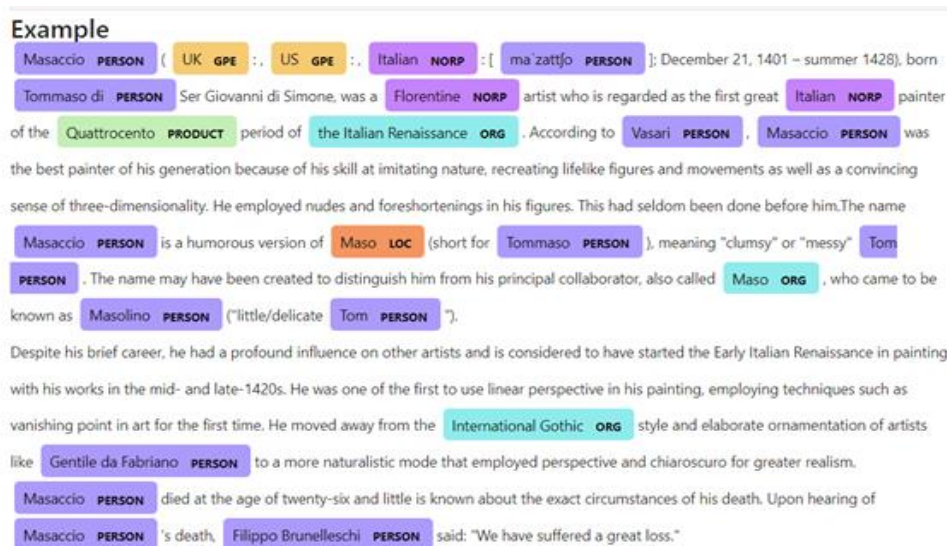 Example
Masaccio PERSON ( UK GPE :, US GPE :, Italian NORP :[ maˈzattʃo PERSON ]; December 21, 1401 – summer 1428), born
Tommaso di PERSON Ser Giovanni di Simone, was a Florentine NORP artist who is regarded as the first great Italian NORP painter
of the Quattrocento PRODUCT period of the Italian Renaissance ORG . According to Vasari PERSON , Masaccio PERSON was
the best painter of his generation because of his skill at imitating nature, recreating lifelike figures and movements as well as a convincing
sense of three-dimensionality. He employed nudes and foreshortenings in his figures. This had seldom been done before him.The name
Masaccio PERSON is a humorous version of Maso LOC (short for Tommaso PERSON ), meaning "clumsy" or "messy" Tom
PERSON . The name may have been created to distinguish him from his principal collaborator, also called Maso ORG , who came to be
known as Masolino PERSON ("little/delicate Tom PERSON ").
Despite his brief career, he had a profound influence on other artists and is considered to have started the Early Italian Renaissance in painting
with his works in the mid- and late-1420s. He was one of the first to use linear perspective in his painting, employing techniques such as
vanishing point in art for the first time. He moved away from the International Gothic ORG style and elaborate ornamentation of artists
like Gentile da Fabriano PERSON to a more naturalistic mode that employed perspective and chiaroscuro for greater realism.
Masaccio PERSON died at the age of twenty-six and little is known about the exact circumstances of his death. Upon hearing of
Masaccio PERSON 's death, Filippo Brunelleschi PERSON said: "We have suffered a great loss."